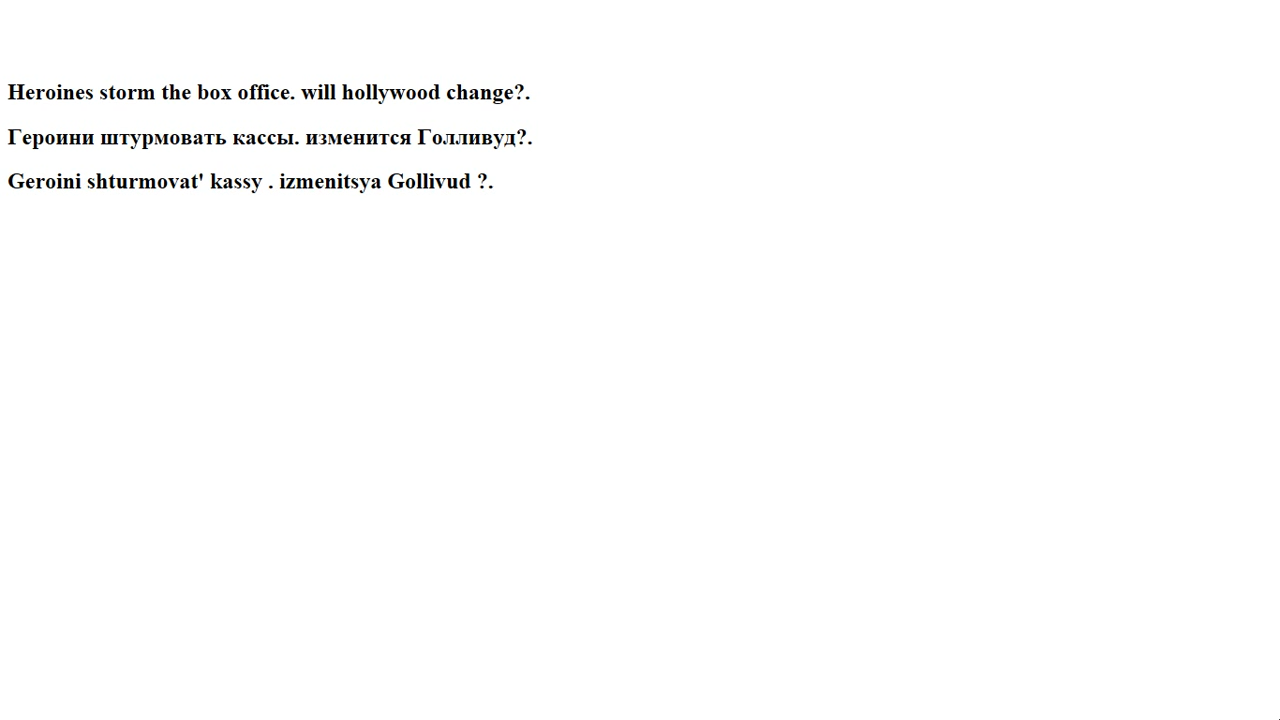 Heroines storm the box office. will hollywood change?.
Героини штурмовать кассы. изменится Голливуд?.
Geroini shturmovat' kassy . izmenitsya Gollivud ?.